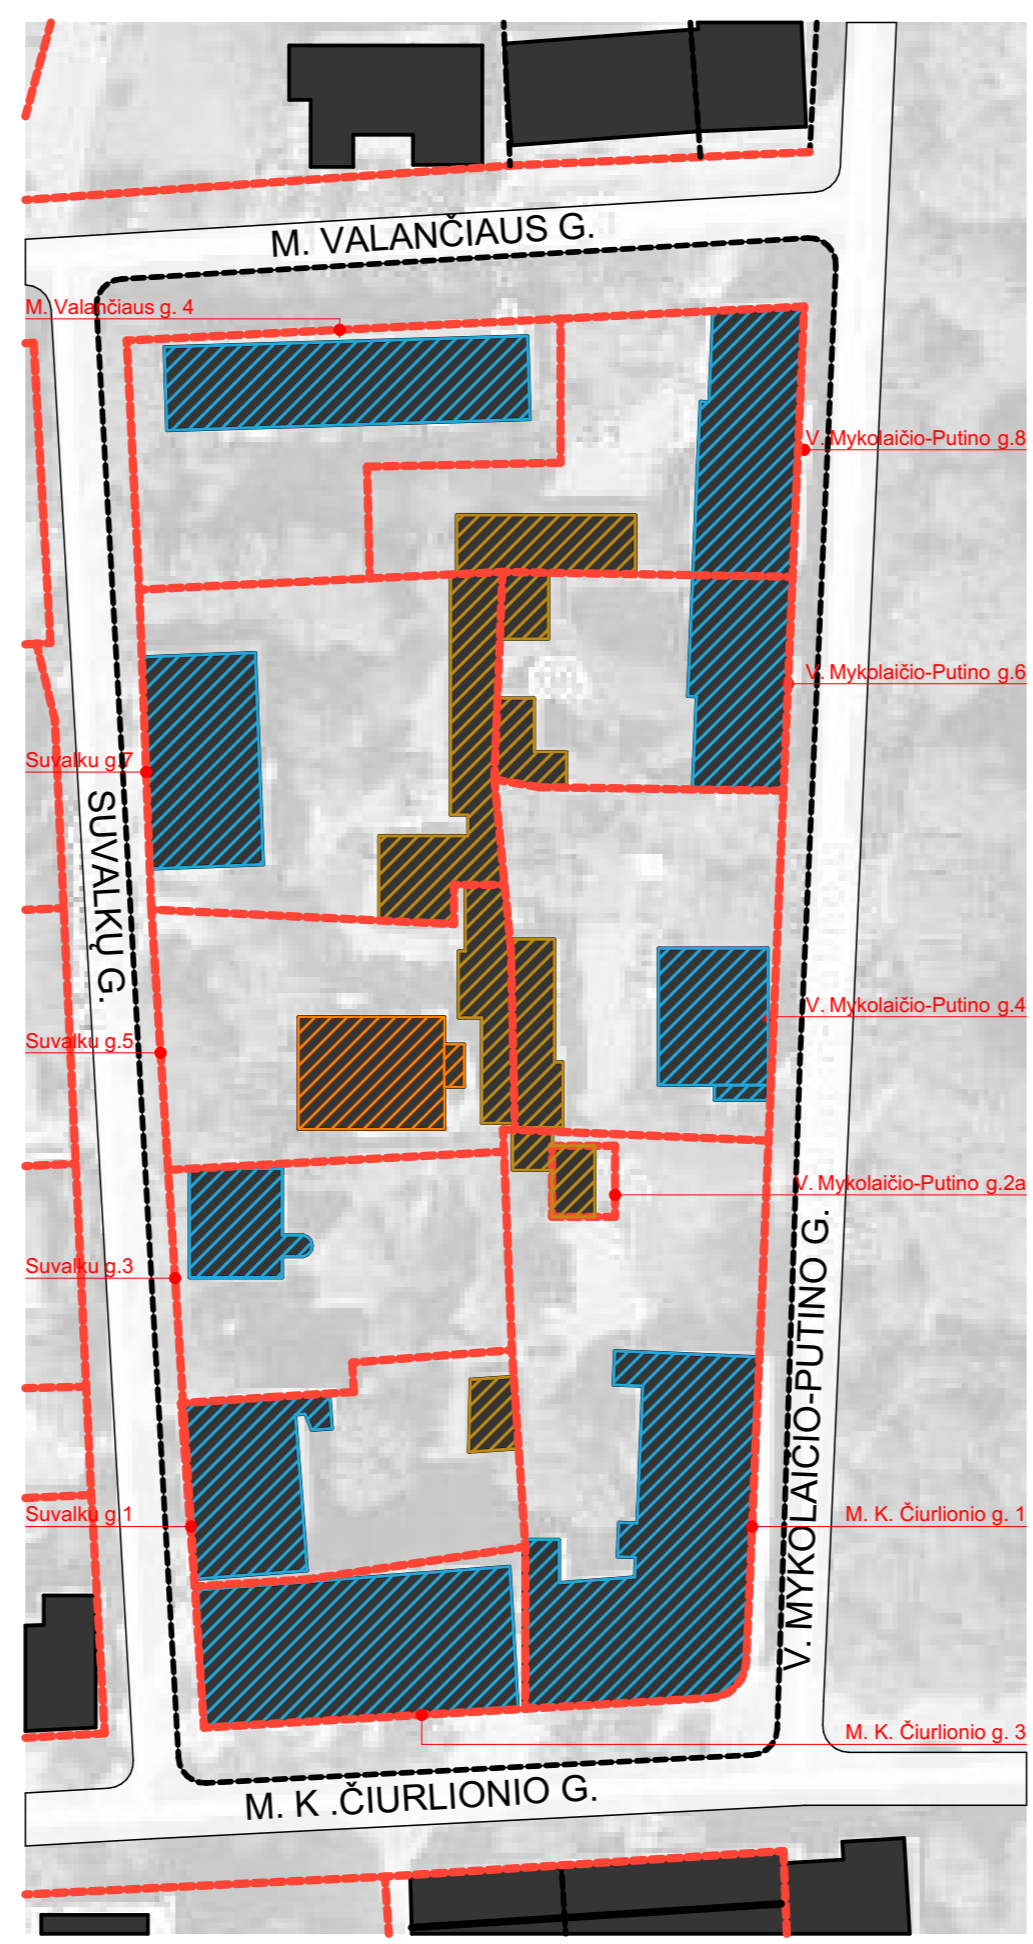 M. VALANČIAUS G.
M. Valančiaus g. 4
V. Mykolaičio-Putino g.8
V. Mykolaičio-Putino g.6
Suvalku g.7
SUVALKŲ G.
V. Mykolaičio-Putino g.4
Suvalku g.5
V. Mykolaičio-Putino g.2a
Suvalku g.3
V. MYKOLAICIO-PUTINO G.
Suvalku g.1
M. K. Čiurlionio g. 1
M. K. Čiurlionio g. 3
M. K .ČIURLIONIO G.